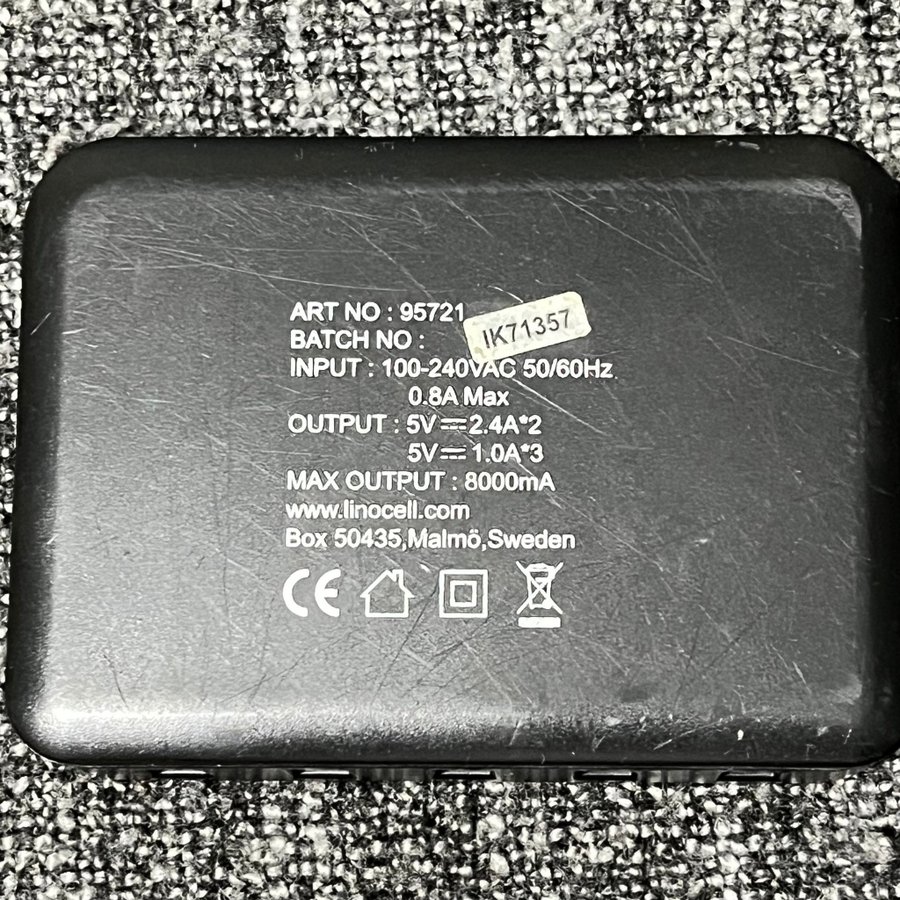 ART NO : 95721
BATCH NO : IK71357
INPUT : 100-240VAC 50/60Hz
0.8A Max
OUTPUT : 5V⎓2.4A*2
5V⎓1.0A*3
MAX OUTPUT : 8000mA
www.linocell.com
Box 50435,Malmö,Sweden
CE